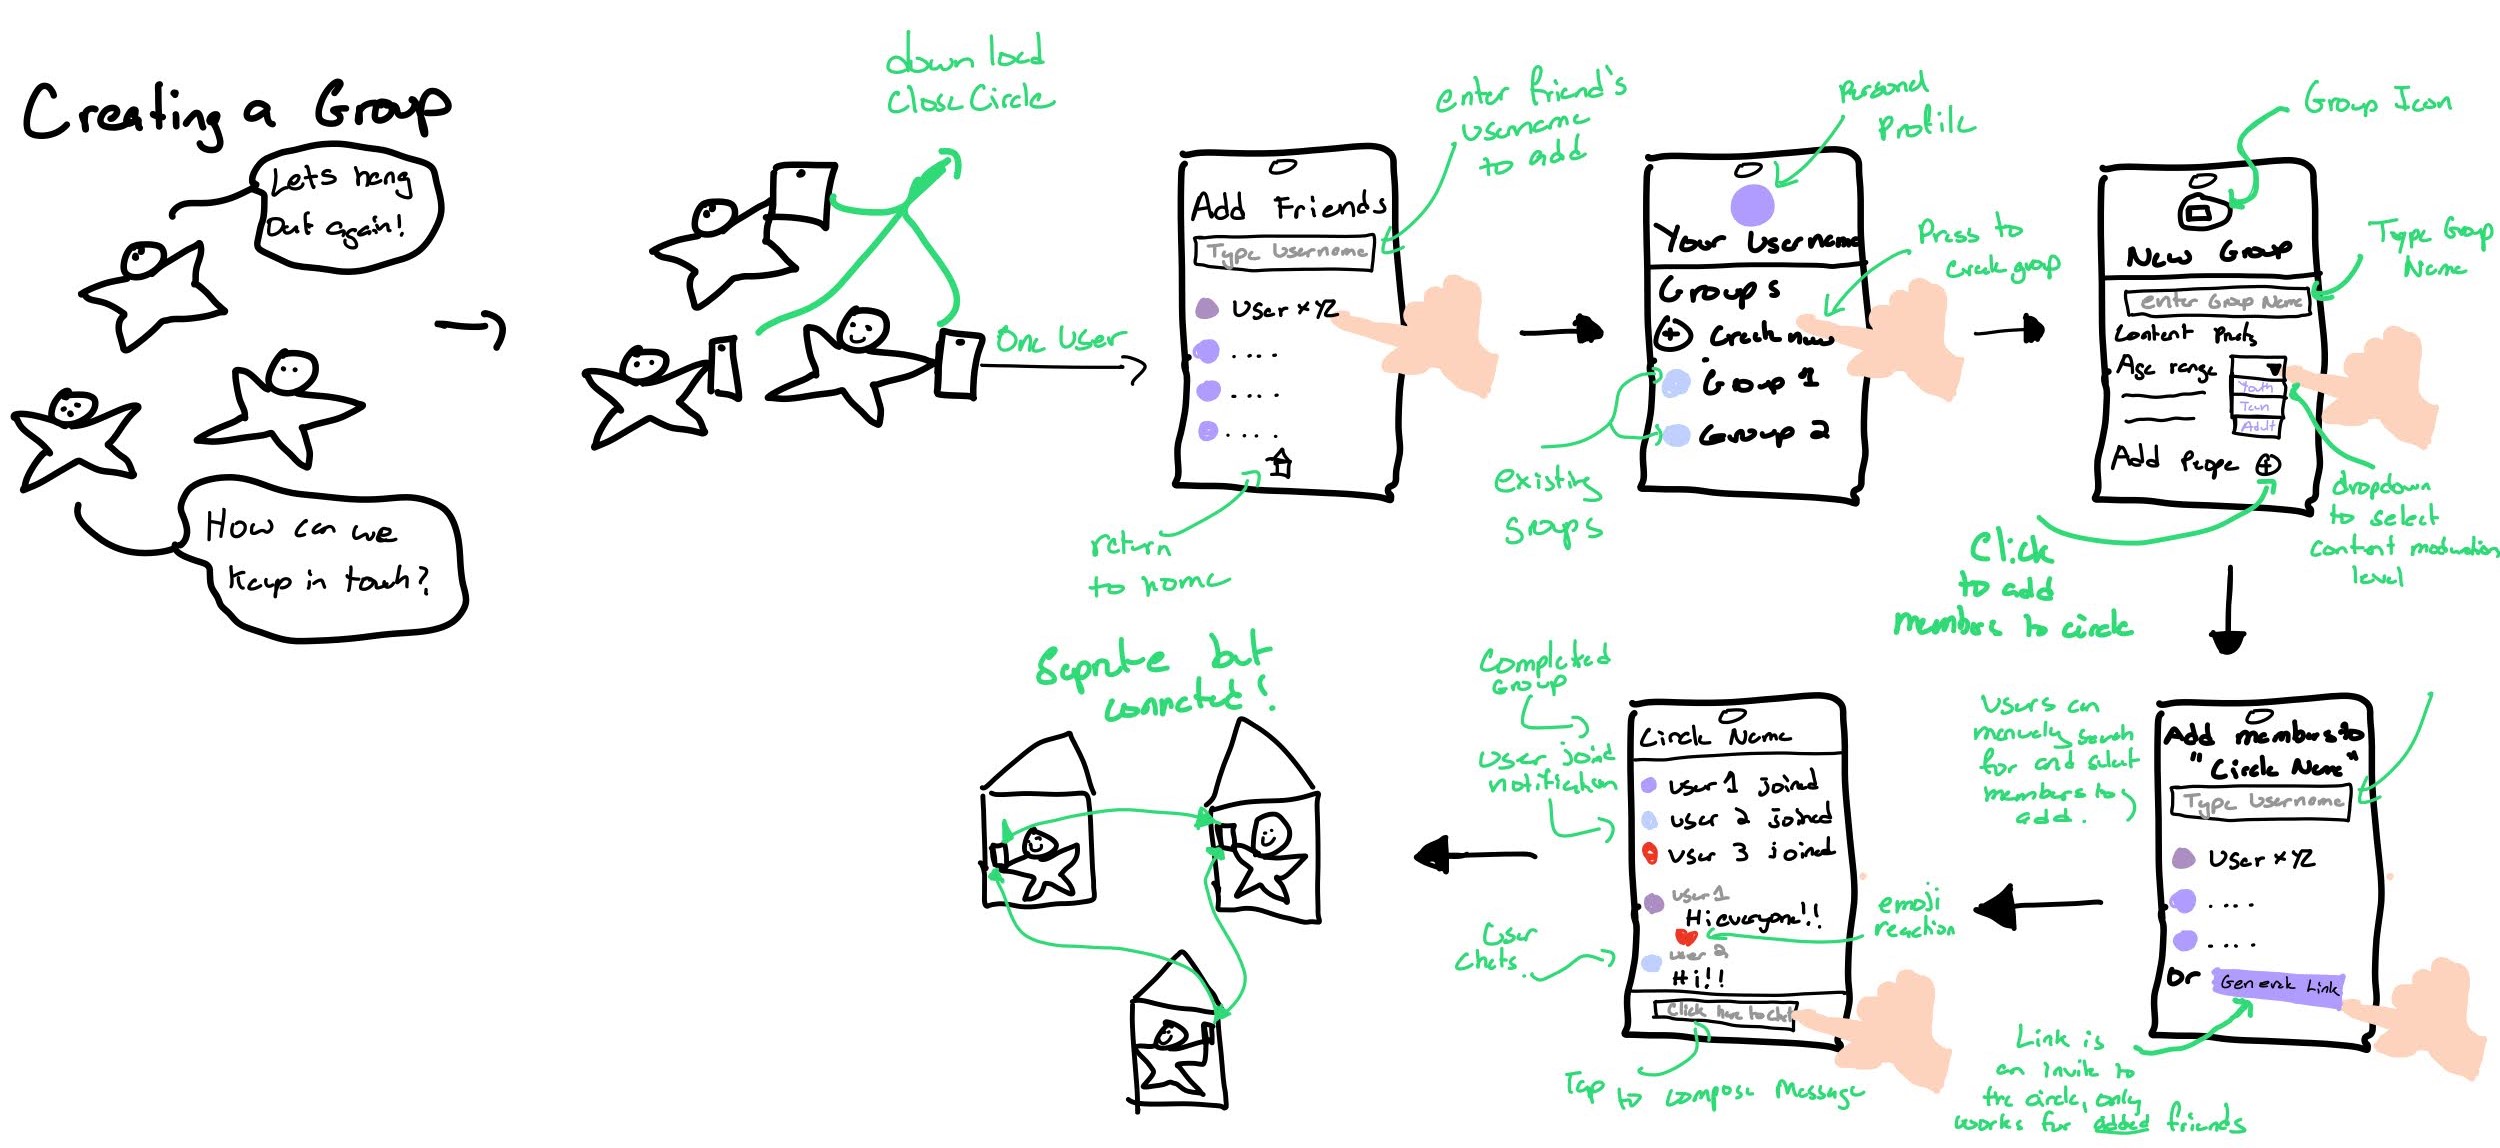 Creating a Group
Lets hang
Out again!
How can we
keep in touch?
download
CloseCircle
One User
Add Friends
Type Username
User XYZ
. . . .
. . . .
. . . .
enter friend's
username
to add
return
to home
Personal
Profile
Your Username
Groups
Create new
Group 1
Group 2
Press to
create group
existing
groups
Group Icon
New Group
enter Group Name
Type Group
Name
Content Prefs
Age range
Youth
Teen
Adult
Add People
dropdown
to select
content moderation
level
Click
to add
members to circle
Add members to
"Circle Name"
Type Username
User XYZ
. . . .
. . . .
Or
Generate Link
Users can
manually search
for and select
members to
add.
Link is
an invite to
the circle, only
works for added friends
Completed
Group
User joined
notification
Circle Name
User 1 joined
User 2 joined
User 3 joined
user 1
Hi everyone!!
user 2
Hi!!
Click here to chat
emoji
reaction
User
Chats.
Tap to compose message
Seprate but
connected!